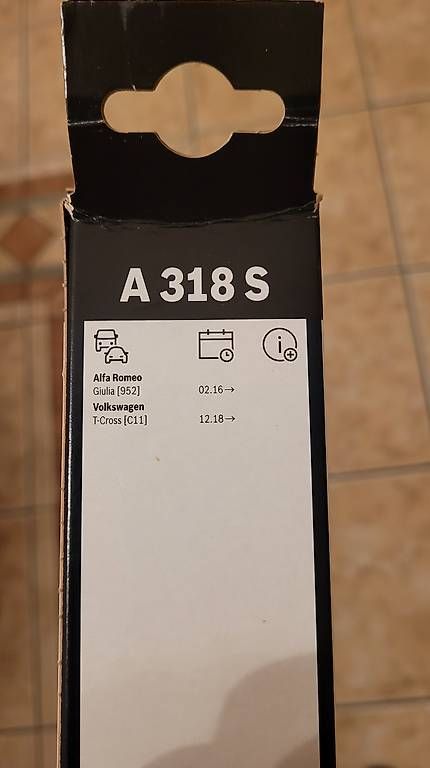 A 318 S
Alfa Romeo
Giulia [952] 02.16→
Volkswagen
T-Cross [C11] 12.18→